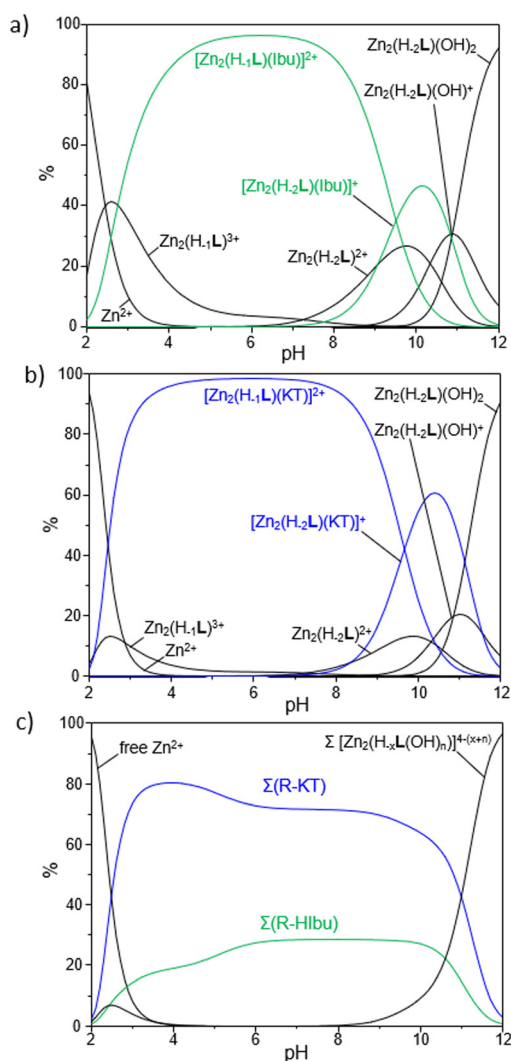 a)
100
[Zn₂(H₋₁L)(Ibu)]²⁺
Zn₂(H₋₂L)(OH)₂
80
Zn₂(H₋₂L)(OH)⁺
60
%
[Zn₂(H₋₂L)(Ibu)]⁺
40
Zn₂(H₋₁L)³⁺
Zn₂(H₋₂L)²⁺
20
Zn²⁺
0
2 4 6 8 10 12
pH
b)
100
[Zn₂(H₋₁L)(KT)]²⁺
Zn₂(H₋₂L)(OH)₂
80
Zn₂(H₋₂L)(OH)⁺
60
%
[Zn₂(H₋₂L)(KT)]⁺
40
20
Zn₂(H₋₁L)³⁺
Zn₂(H₋₂L)²⁺
Zn²⁺
0
2 4 6 8 10 12
pH
c)
100
free Zn²⁺
Σ [Zn₂(H₋ₓL(OH)ₙ)]⁴⁻⁽ˣ⁺ⁿ⁾
80
Σ(R-KT)
60
%
40
Σ(R-HIbu)
20
0
2 4 6 8 10 12
pH